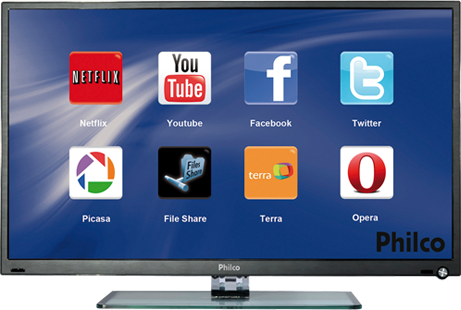 NETFLIX
You
Tube
f
t
Files
Share
terra
Netflix
Youtube
Facebook
Twitter
Picasa
File Share
Terra
Opera
Philco
Philco